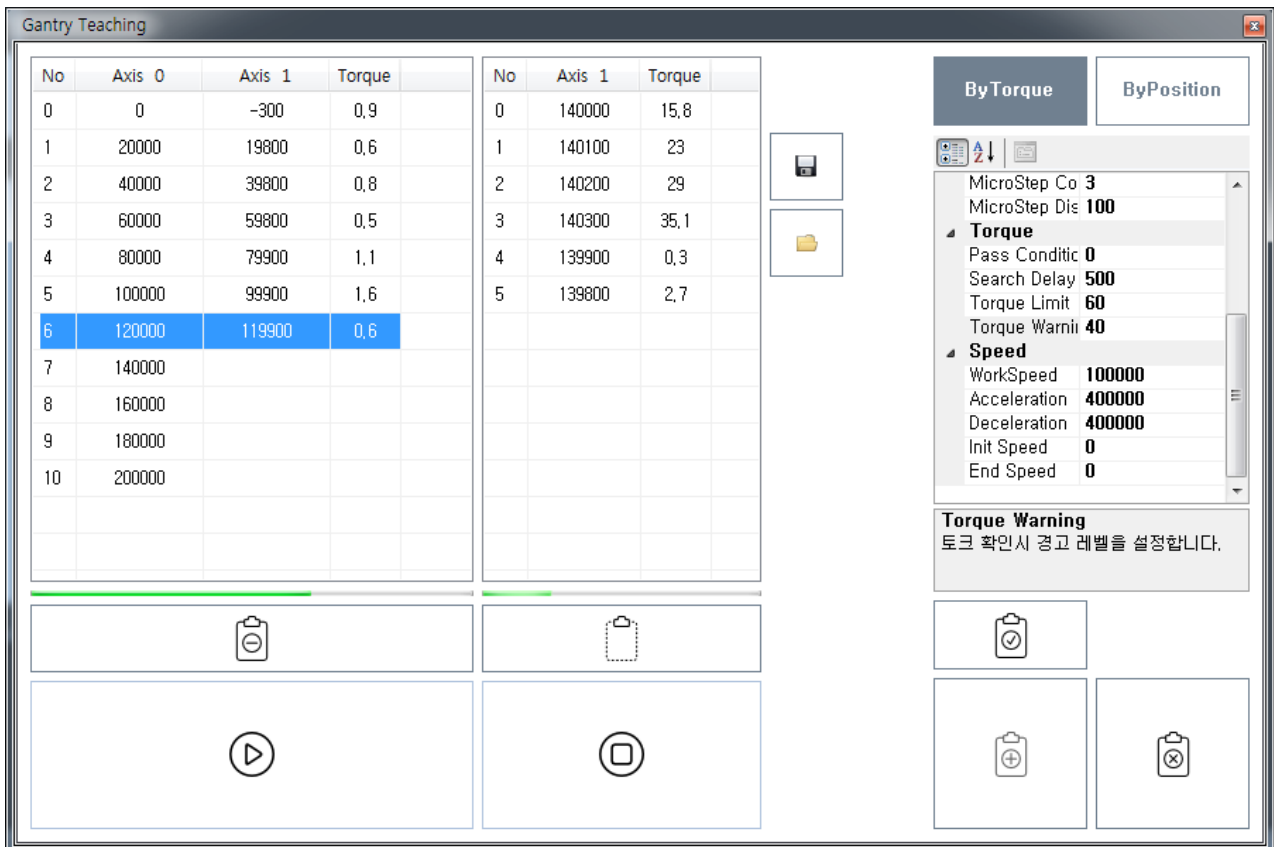 Gantry Teaching
No Axis 0 Axis 1 Torque
0 0 -300 0,9
1 20000 19800 0,6
2 40000 39800 0,8
3 60000 59800 0,5
4 80000 79900 1,1
5 100000 99900 1,6
6 120000 119900 0,6
7 140000
8 160000
9 180000
10 200000
No Axis 1 Torque
0 140000 15,8
1 140100 23
2 140200 29
3 140300 35,1
4 139900 0,3
5 139800 2,7
ByTorque ByPosition
MicroStep Co 3
MicroStep Dis 100
Torque
Pass Conditic 0
Search Delay 500
Torque Limit 60
Torque Warnii 40
Speed
WorkSpeed 100000
Acceleration 400000
Deceleration 400000
Init Speed 0
End Speed 0
Torque Warning
토크 확인시 경고 레벨을 설정합니다.